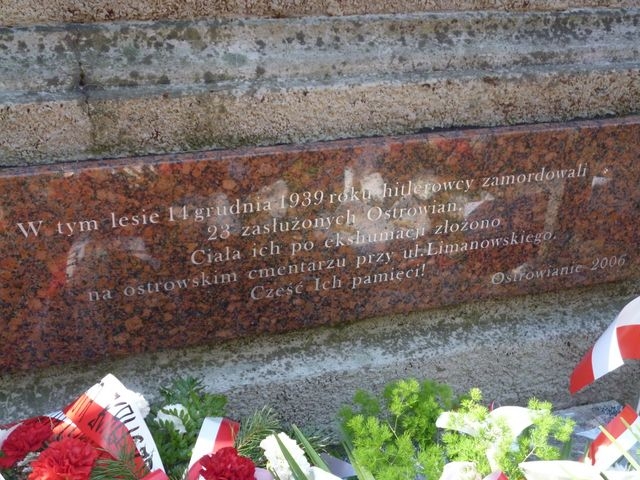 W tym lesie 14 grudnia 1939 roku hitlerowcy zamordowali
23 zasłużonych Ostrowian.
Ciała ich po ekshumacji złożono
na ostrowskim cmentarzu przy ul. Limanowskiego.
Cześć Ich pamięci!
Ostrowianie 2006